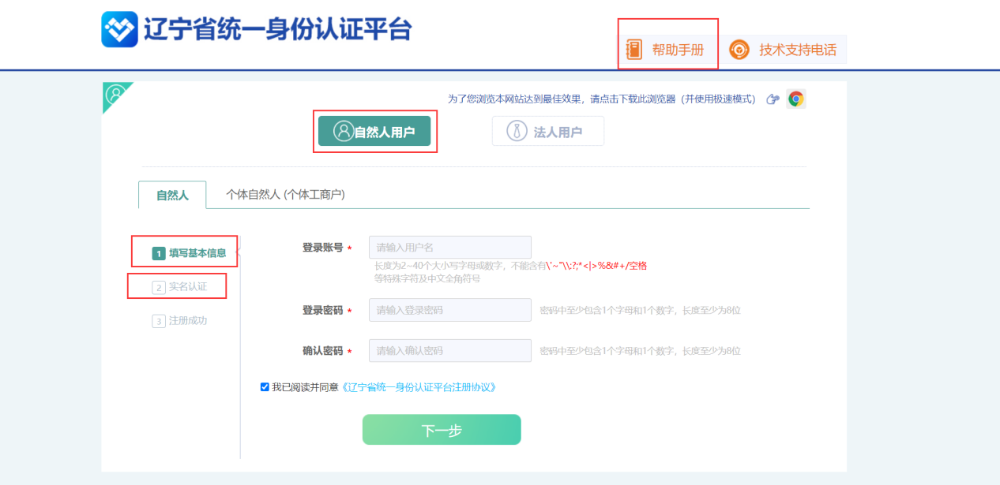 辽宁省统一身份认证平台
帮助手册
技术支持电话
为了您浏览本网站达到最佳效果，请点击下载此浏览器 (并使用极速模式)
自然人用户
法人用户
自然人
个体自然人 (个体工商户)
1 填写基本信息
2 实名认证
3 注册成功
登录账号 *
请输入用户名
长度为2~40个大小写字母或数字，不能含有\'~"\\:?;*<|>%&#+/空格
等特殊字符及中文全角符号
登录密码 *
请输入登录密码
密码中至少包含1个字母和1个数字，长度至少为8位
确认密码 *
请输入确认密码
密码中至少包含1个字母和1个数字，长度至少为8位
我已阅读并同意《辽宁省统一身份认证平台注册协议》
下一步